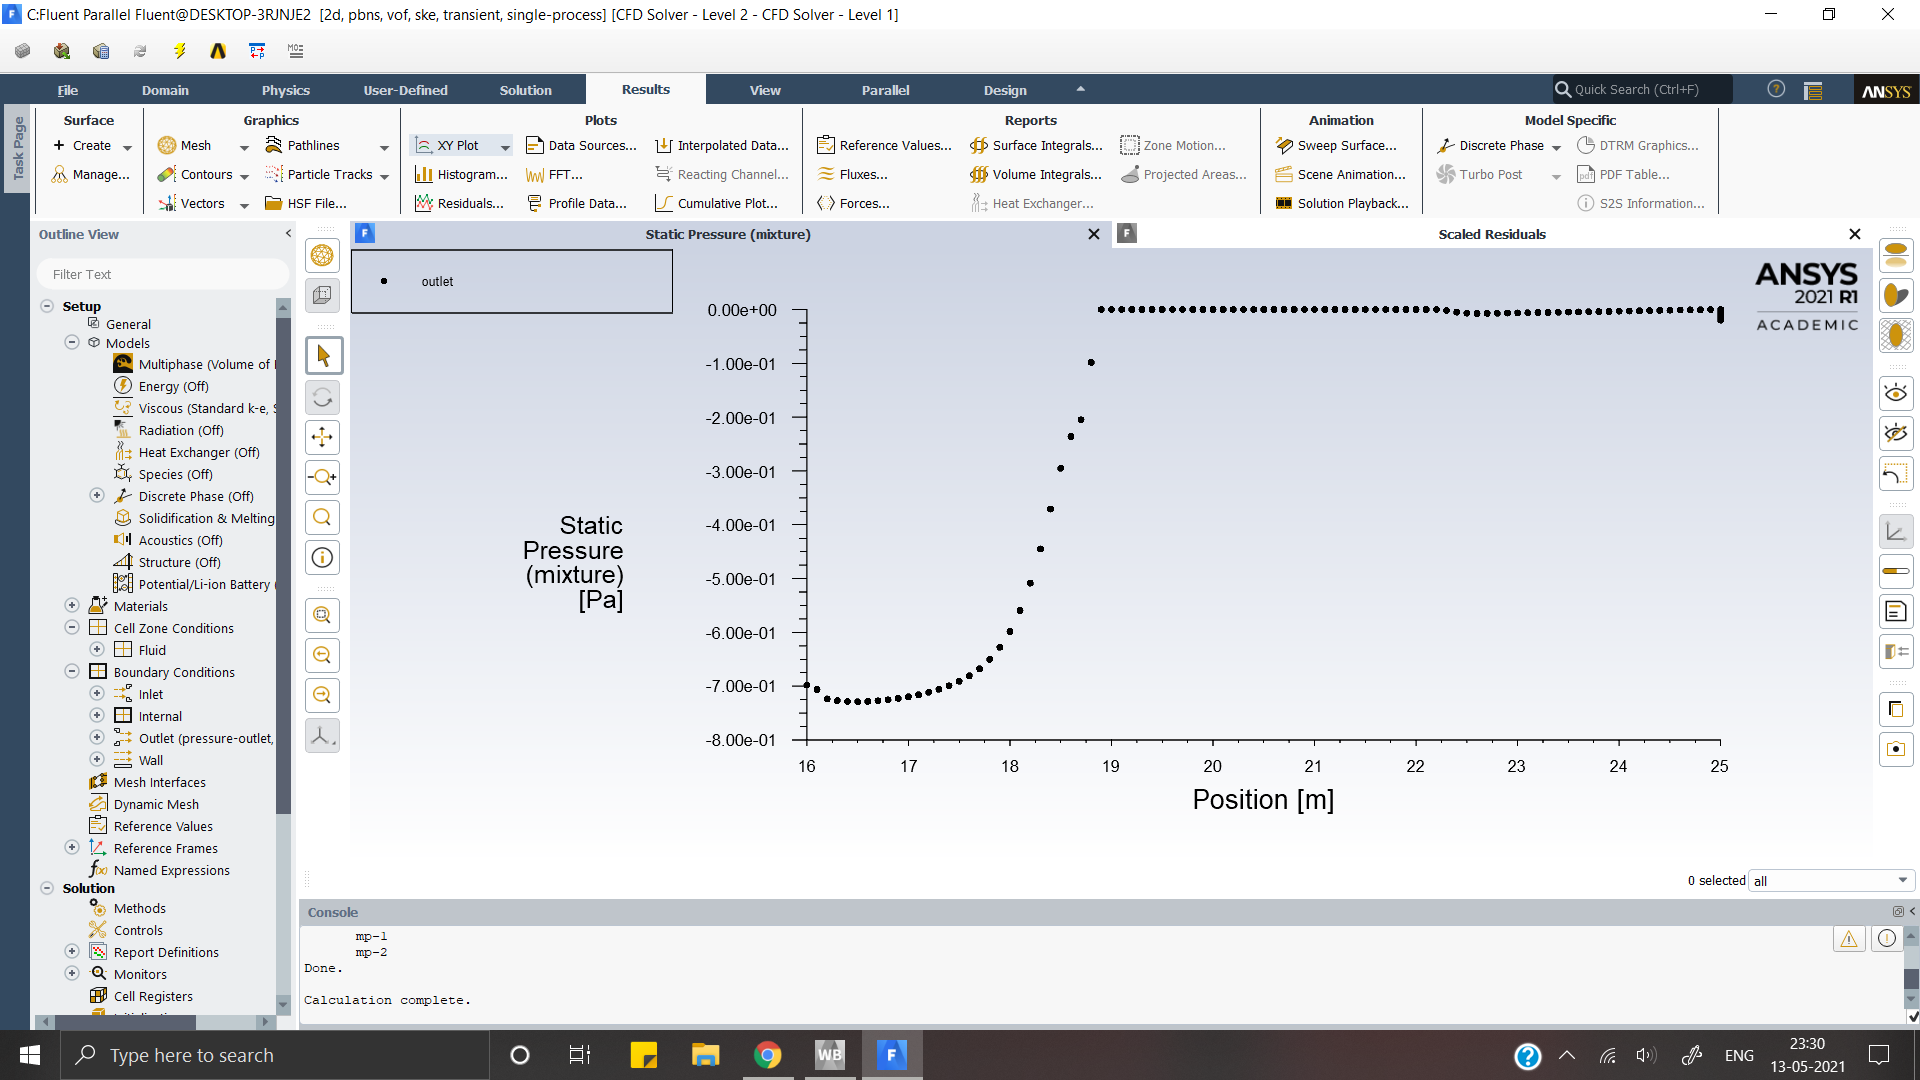 C:Fluent Parallel Fluent@DESKTOP-3RJNJE2 [2d, pbns, vof, ske, transient, single-process] [CFD Solver - Level 2 - CFD Solver - Level 1]
File Domain Physics User-Defined Solution Results View Parallel Design Quick Search (Ctrl+F) ANSYS
Task Page
Surface Graphics Plots Reports Animation Model Specific
Create Mesh Pathlines XY Plot Data Sources... Interpolated Data... Reference Values... Surface Integrals... Zone Motion... Sweep Surface... Discrete Phase DTRM Graphics...
Manage... Contours Particle Tracks Histogram... FFT... Reacting Channel... Fluxes... Volume Integrals... Projected Areas... Scene Animation... Turbo Post PDF Table...
Vectors HSF File... Residuals... Profile Data... Cumulative Plot... Forces... Heat Exchanger... Solution Playback... S2S Information...
Outline View
Filter Text
Setup
General
Models
Multiphase (Volume of
Energy (Off)
Viscous (Standard k-e,
Radiation (Off)
Heat Exchanger (Off)
Species (Off)
Discrete Phase (Off)
Solidification & Melting
Acoustics (Off)
Structure (Off)
Potential/Li-ion Battery
Materials
Cell Zone Conditions
Fluid
Boundary Conditions
Inlet
Internal
Outlet (pressure-outlet,
Wall
Mesh Interfaces
Dynamic Mesh
Reference Values
Reference Frames
Named Expressions
Solution
Methods
Controls
Report Definitions
Monitors
Cell Registers
Static Pressure (mixture)
Scaled Residuals
outlet
ANSYS
2021 R1
ACADEMIC
0.00e+00
-1.00e-01
-2.00e-01
-3.00e-01
-4.00e-01
-5.00e-01
-6.00e-01
-7.00e-01
-8.00e-01
Static
Pressure
(mixture)
[Pa]
16 17 18 19 20 21 22 23 24 25
Position [m]
0 selected all
Console
mp-1
mp-2
Done.
Calculation complete.
Type here to search
WB
ENG
23:30
13-05-2021